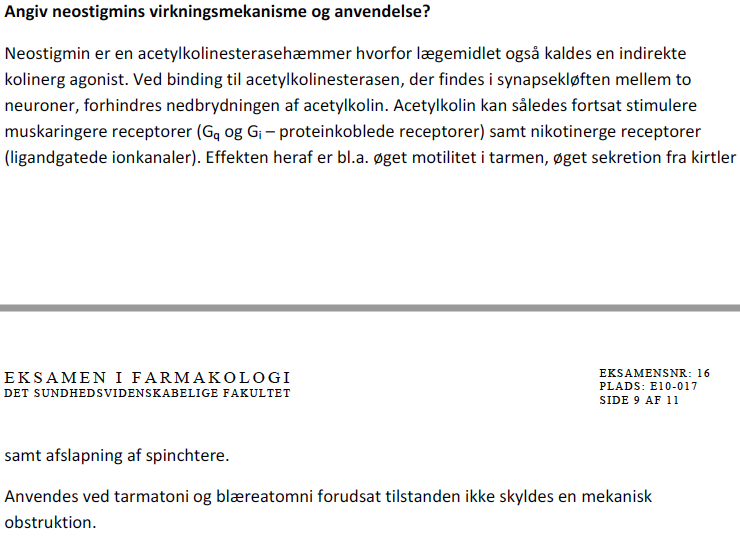 Angiv neostigmins virkningsmekanisme og anvendelse?
Neostigmin er en acetylkolinesterasehæmmer hvorfor lægemidlet også kaldes en indirekte
kolinerg agonist. Ved binding til acetylkolinesterasen, der findes i synapsekløften mellem to
neuroner, forhindres nedbrydningen af acetylkolin. Acetylkolin kan således fortsat stimulere
muskaringere receptorer (Gq og Gi – proteinkoblede receptorer) samt nikotinerge receptorer
(ligandgatede ionkanaler). Effekten heraf er bl.a. øget motilitet i tarmen, øget sekretion fra kirtler
EKSAMEN I FARMAKOLOGI
DET SUNDHEDSVIDENSKABELIGE FAKULTET
EKSAMENSNR: 16
PLADS: E10-017
SIDE 9 AF 11
samt afslapning af spinchtere.
Anvendes ved tarmatoni og blæreatomni forudsat tilstanden ikke skyldes en mekanisk
obstruktion.